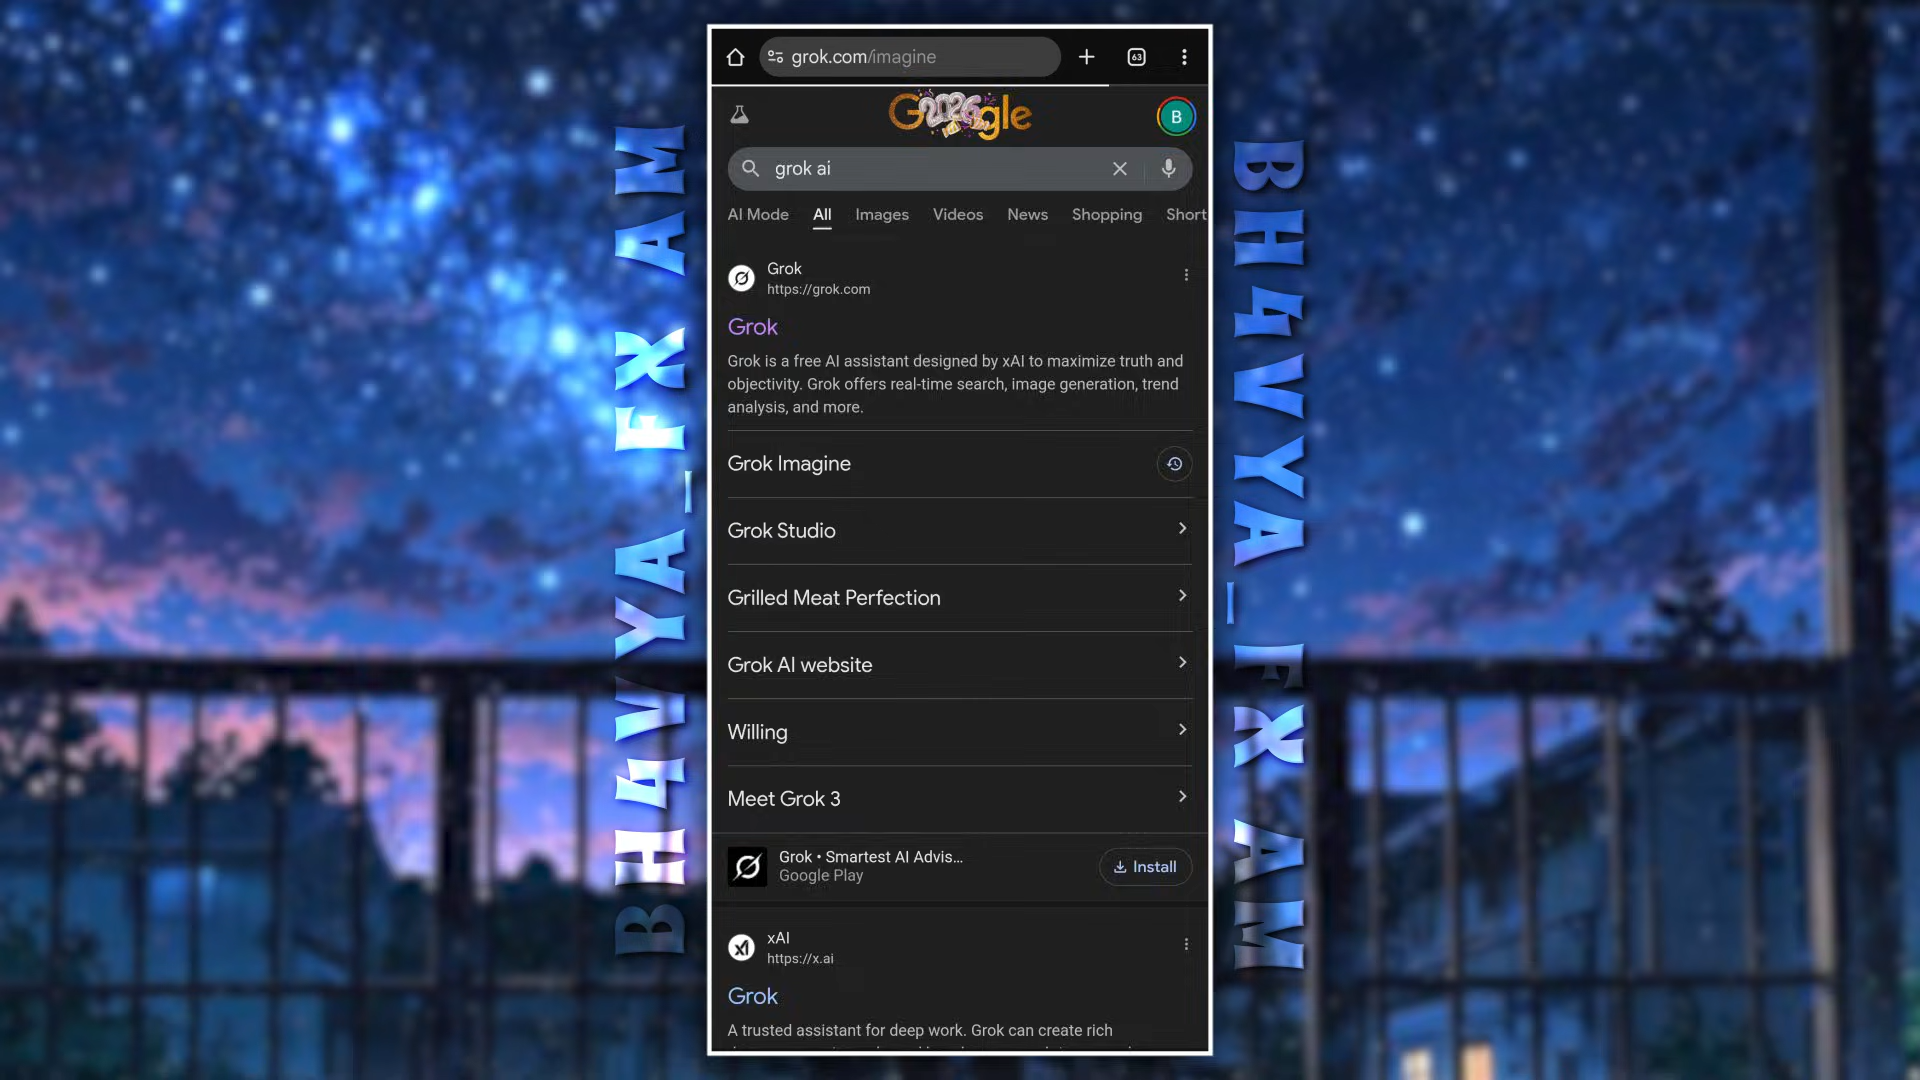 BH4VYA_FX AM
grok.com/imagine
63
G2026gle
B
grok ai
AI Mode All Images Videos News Shopping Short
Grok
https://grok.com
Grok
Grok is a free AI assistant designed by xAI to maximize truth and
objectivity. Grok offers real-time search, image generation, trend
analysis, and more.
Grok Imagine
Grok Studio
Grilled Meat Perfection
Grok AI website
Willing
Meet Grok 3
Grok • Smartest AI Advis...
Google Play
Install
xAI
https://x.ai
Grok
A trusted assistant for deep work. Grok can create rich
BH4VYA_FX AM